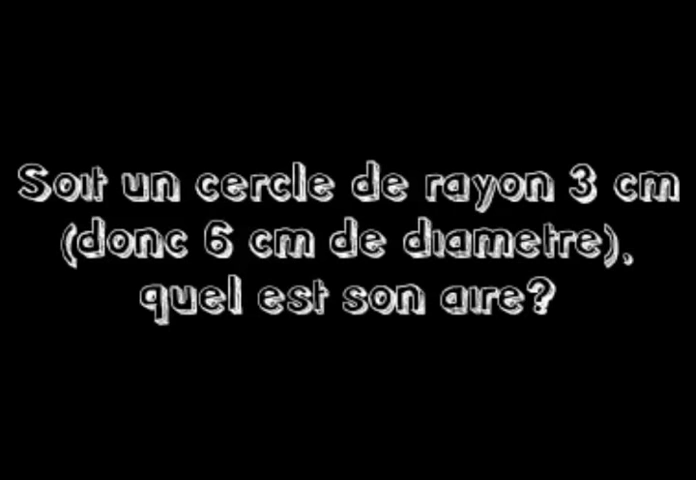 Soit un cercle de rayon 3 cm
(donc 6 cm de diametre),
quel est son aire?